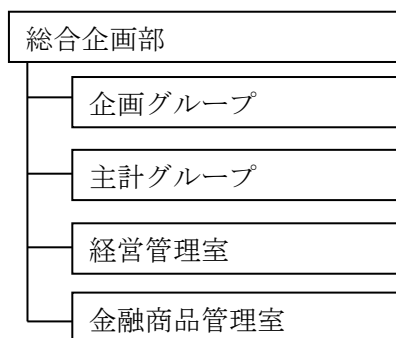 総合企画部
企画グループ
主計グループ
経営管理室
金融商品管理室